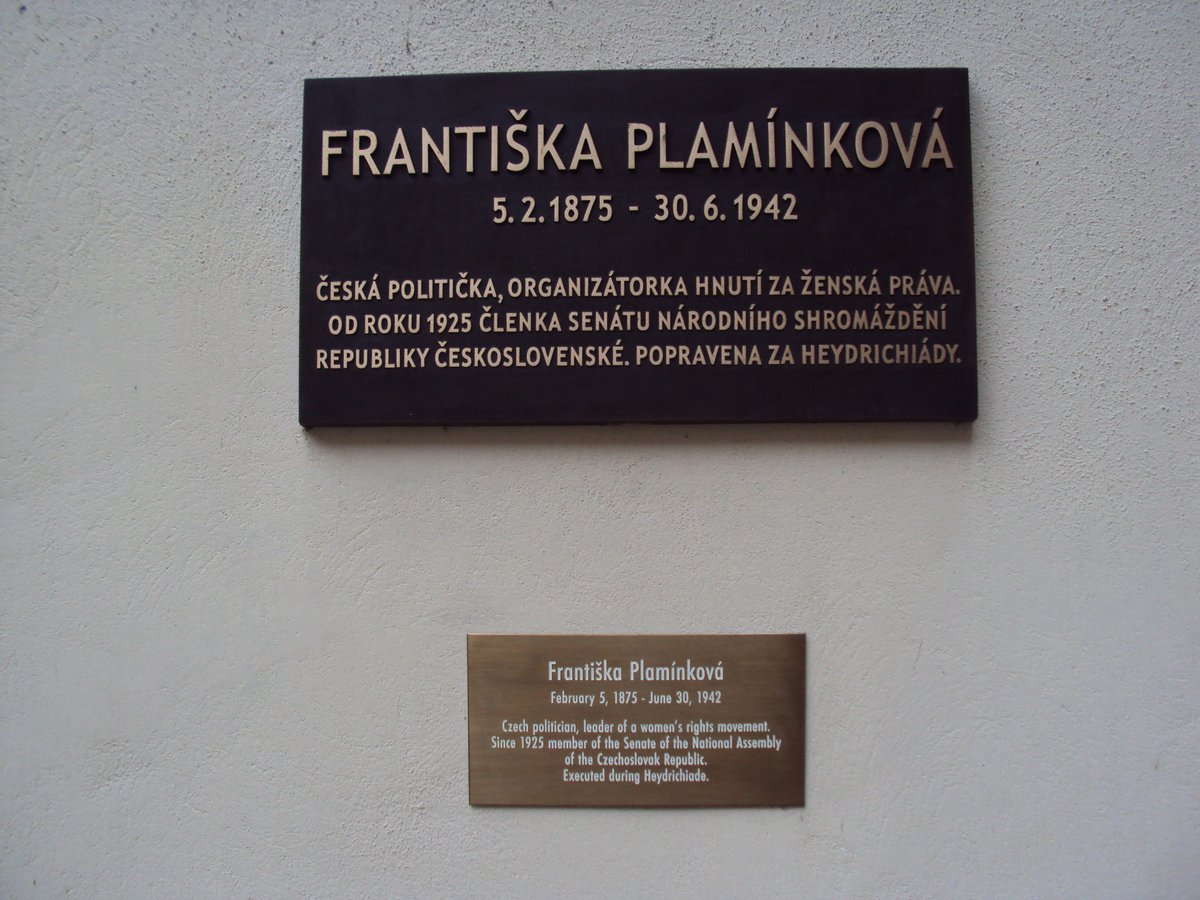 FRANTIŠKA PLAMÍNKOVÁ
5.2.1875 - 30.6.1942
ČESKÁ POLITIČKA, ORGANIZÁTORKA HNUTÍ ZA ŽENSKÁ PRÁVA.
OD ROKU 1925 ČLENKA SENÁTU NÁRODNÍHO SHROMÁŽDĚNÍ
REPUBLIKY ČESKOSLOVENSKÉ. POPRAVENA ZA HEYDRICHIÁDY.
Františka Plamínková
February 5, 1875 - June 30, 1942
Czech politician, leader of a women's rights movement.
Since 1925 member of the Senate of the National Assembly
of the Czechoslovak Republic.
Executed during Heydrichiade.